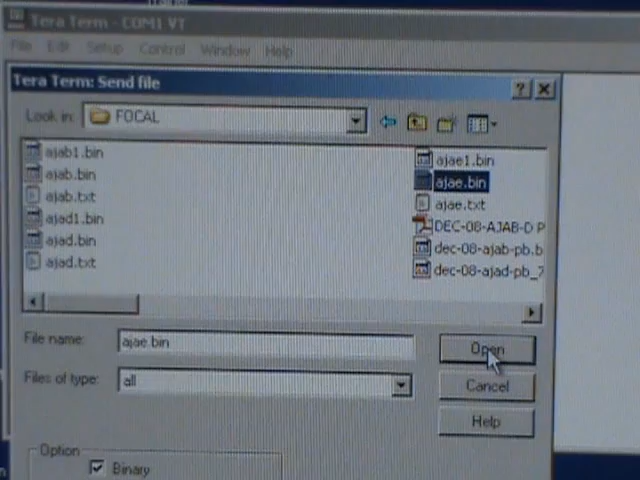 Tera Term - COM1 VT
File Edit Setup Control Window Help
Tera Term: Send file
Look in: FOCAL
ajab1.bin
ajab.bin
ajab.txt
ajad1.bin
ajad.bin
ajad.txt
ajae1.bin
ajae.bin
ajae.txt
DEC-08-AJAB-D P
dec-08-ajab-pb.b
dec-08-ajad-pb_7
File name: ajae.bin
Open
Files of type: all
Cancel
Help
Option
Binary